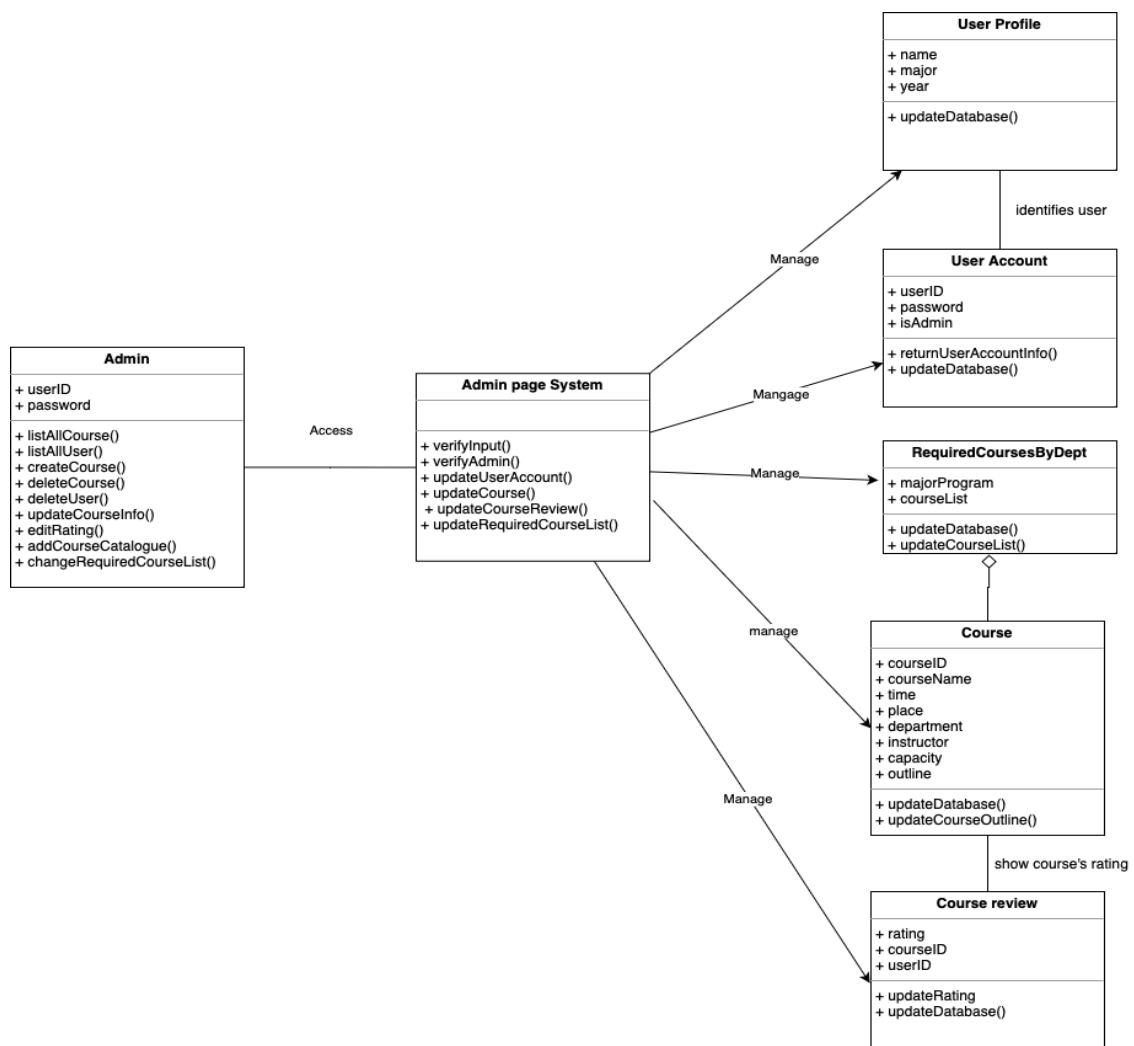 User Profile
+ name
+ major
+ year
+ updateDatabase()
identifies user
Manage
User Account
+ userID
+ password
+ isAdmin
+ returnUserAccountInfo()
+ updateDatabase()
Admin
+ userID
+ password
+ listAllCourse()
+ listAllUser()
+ createCourse()
+ deleteCourse()
+ deleteUser()
+ updateCourseInfo()
+ editRating()
+ addCourseCatalogue()
+ changeRequiredCourseList()
Access
Admin page System
+ verifyInput()
+ verifyAdmin()
+ updateUserAccount()
+ updateCourse()
+ updateCourseReview()
+ updateRequiredCourseList()
Mangage
Manage
RequiredCoursesByDept
+ majorProgram
+ courseList
+ updateDatabase()
+ updateCourseList()
manage
Course
+ courseID
+ courseName
+ time
+ place
+ department
+ instructor
+ capacity
+ outline
+ updateDatabase()
+ updateCourseOutline()
Manage
show course's rating
Course review
+ rating
+ courseID
+ userID
+ updateRating
+ updateDatabase()